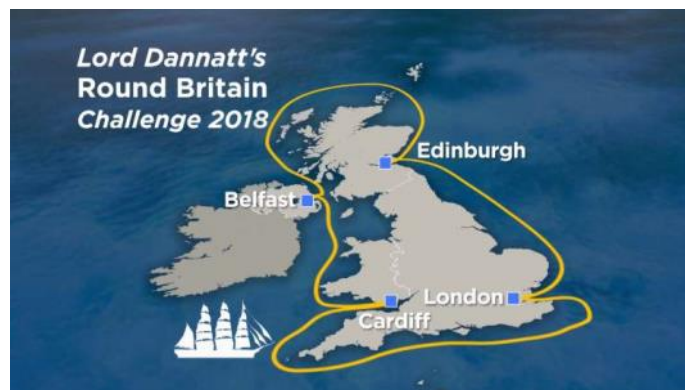 Lord Dannatt's
Round Britain
Challenge 2018
Edinburgh
Belfast
London
Cardiff